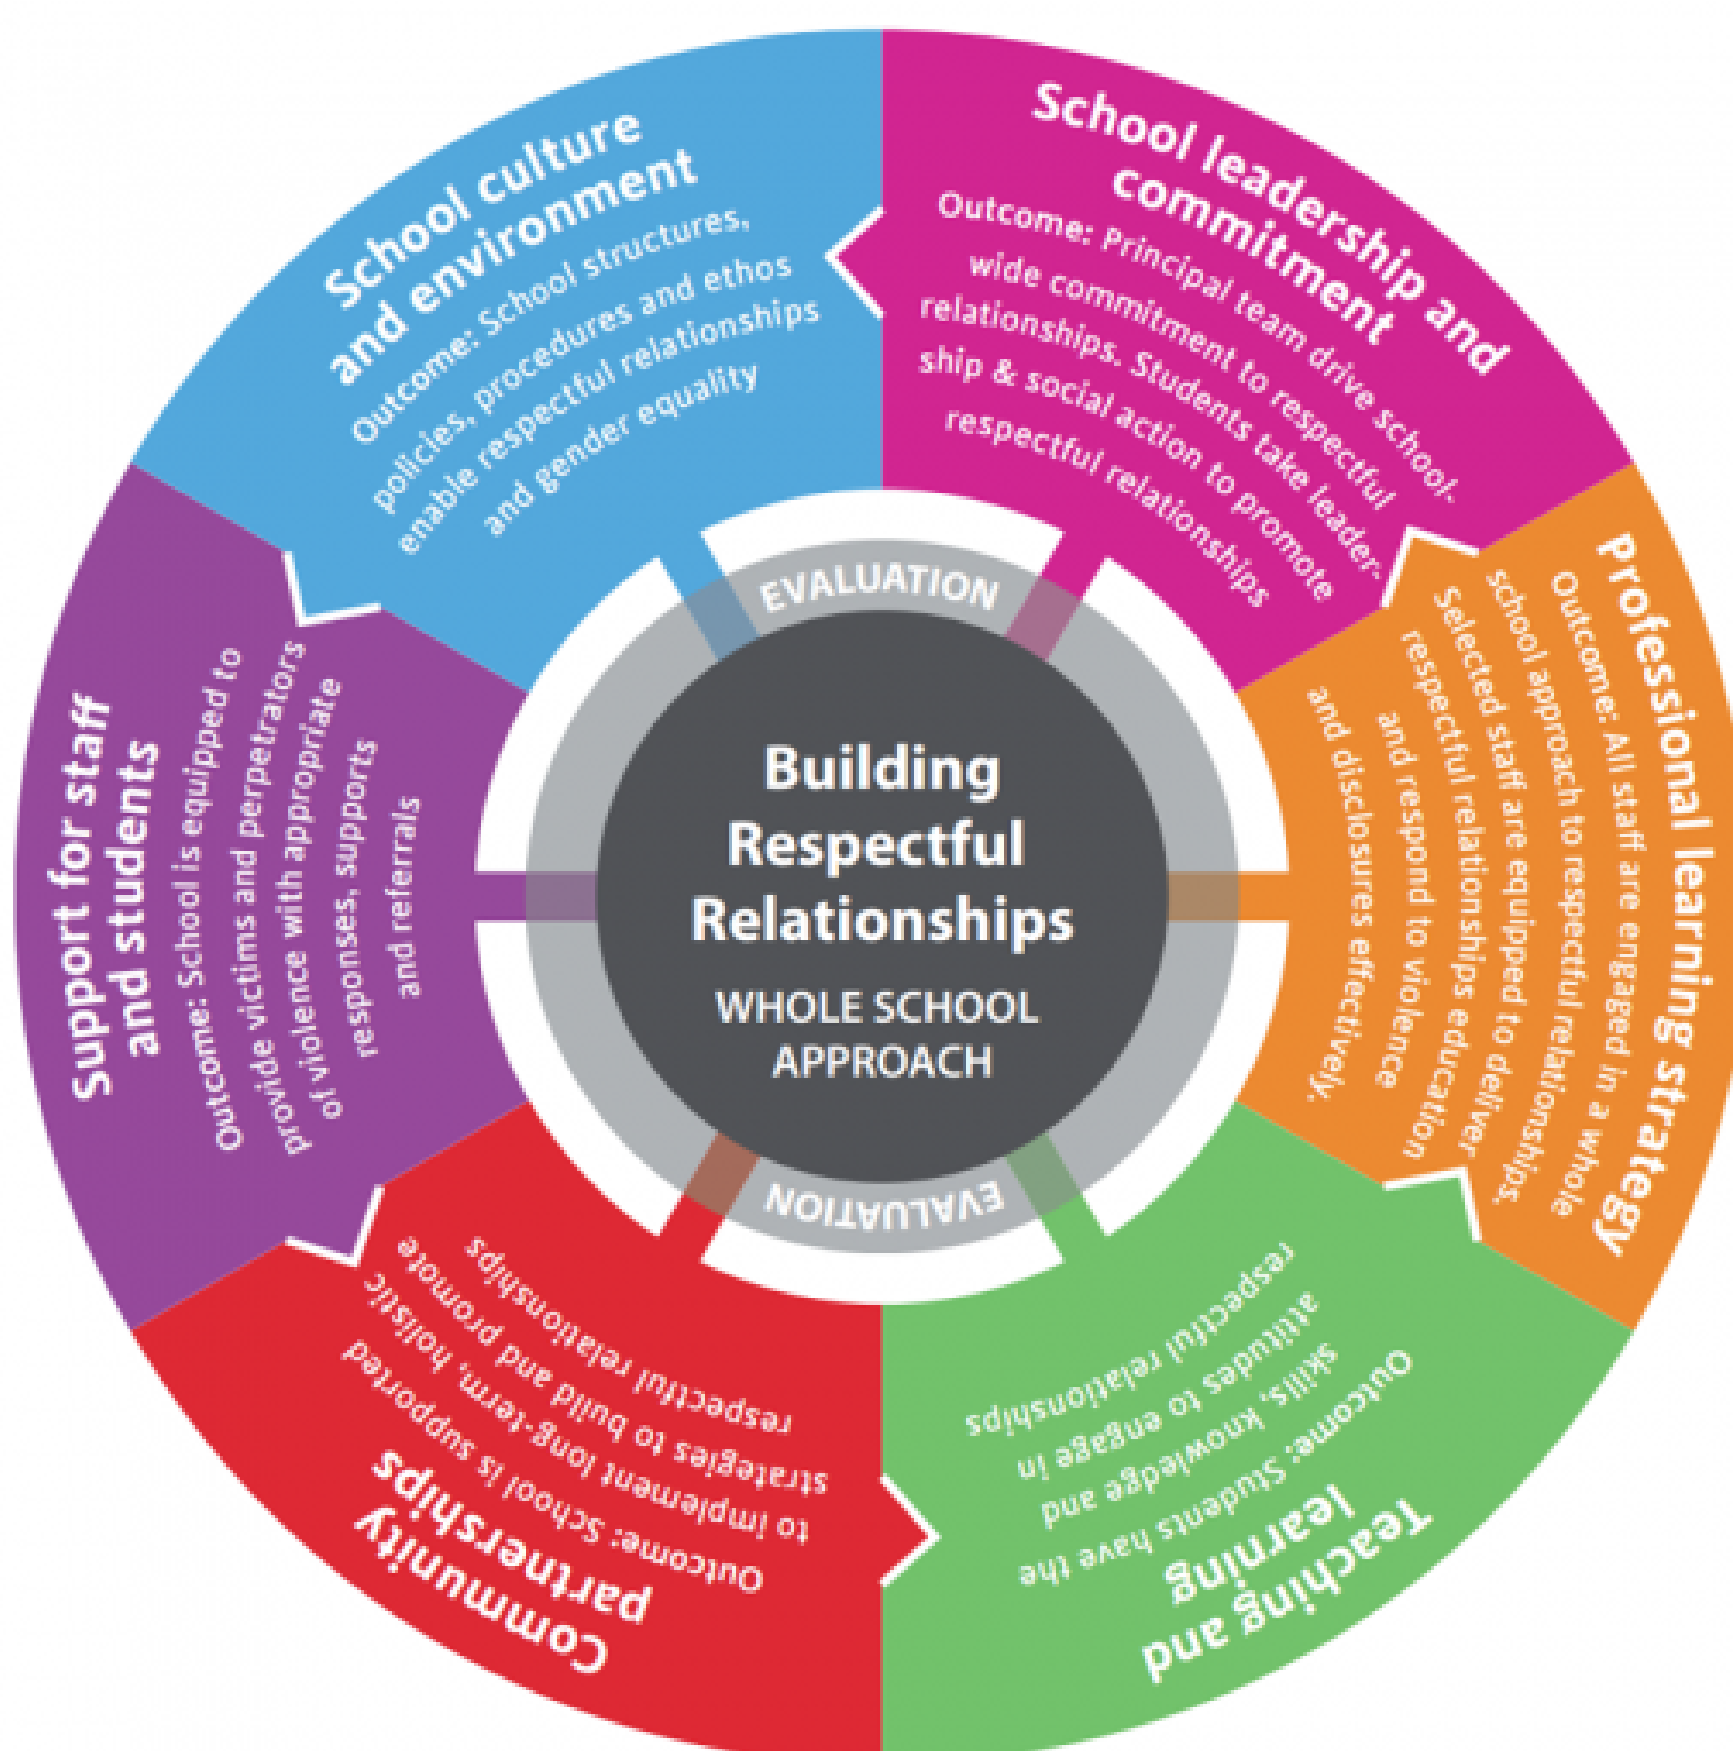 Building
Respectful
Relationships
WHOLE SCHOOL
APPROACH
EVALUATION
EVALUATION
School leadership and
commitment
Outcome: Principal team drive school-
wide commitment to respectful
relationships. Students take leader-
ship & social action to promote
respectful relationships
Professional learning strategy
Outcome: All staff are engaged in a whole
school approach to respectful relationships.
Selected staff are equipped to deliver
respectful relationships education
and respond to violence
and disclosures effectively.
Teaching and
learning
Outcome: Students have the
skills, knowledge and
attitudes to engage in
respectful relationships
Community
partnerships
Outcome: School is supported
to implement long-term, holistic
strategies to build and promote
respectful relationships
Support for staff
and students
Outcome: School is equipped to
provide victims and perpetrators
of violence with appropriate
responses, supports
and referrals
School culture
and environment
Outcome: School structures,
policies, procedures and ethos
enable respectful relationships
and gender equality